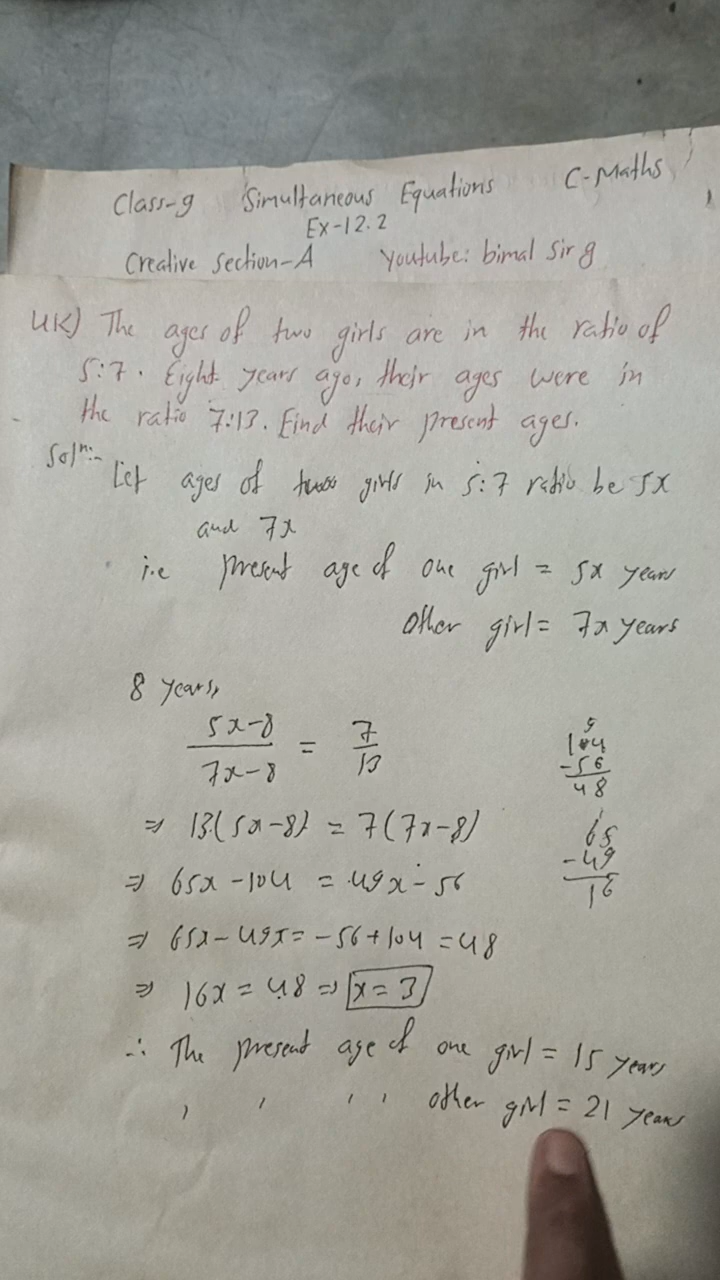 Class-9 Simultaneous Equations C-Maths
Ex-12.2
Creative section-A Youtube: bimal sir 9
4K) The ages of two girls are in the ratio of
5:7. Eight years ago, their ages were in
the ratio 7:13. Find their present ages.
Solⁿ:-
Let ages of two girls in 5:7 ratio be 5x
and 7x
i.e present age of one girl = 5x years
Other girl = 7x years
8 years,
5x-8 / 7x-8 = 7/13
⇒ 13(5x-8) = 7(7x-8)
⇒ 65x-104 = 49x-56
⇒ 65x-49x = -56+104 = 48
⇒ 16x = 48 ⇒ x = 3
∴ The present age of one girl = 15 years
, , , , other girl = 21 years
5
104
-56
48
1
65
-49
16